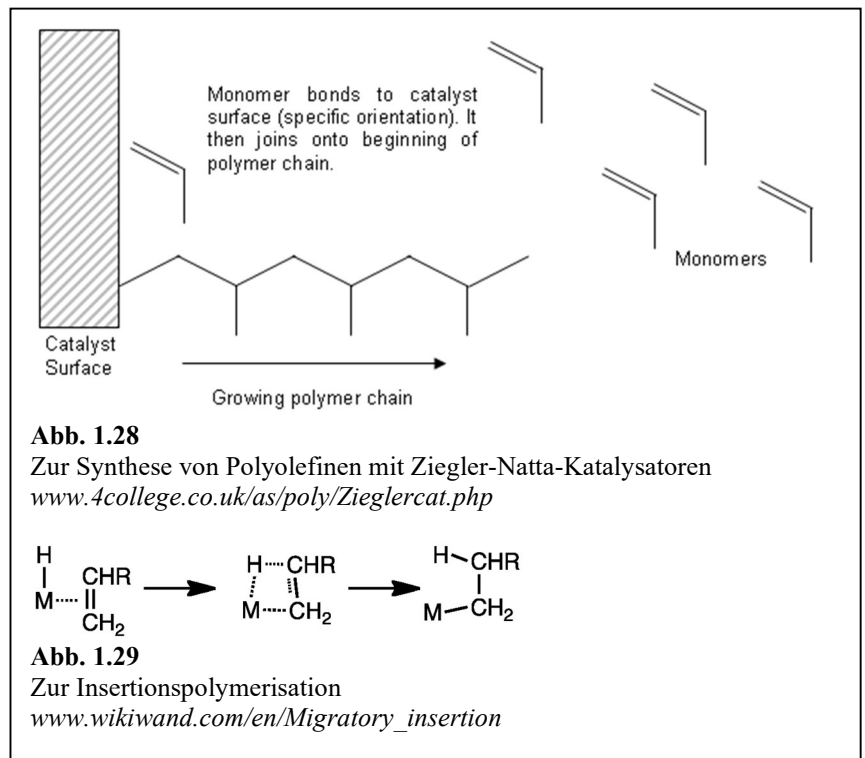 Monomer bonds to catalyst
surface (specific orientation). It
then joins onto beginning of
polymer chain.
Monomers
Catalyst
Surface
Growing polymer chain
Abb. 1.28
Zur Synthese von Polyolefinen mit Ziegler-Natta-Katalysatoren
www.4college.co.uk/as/poly/Zieglercat.php
H
CHR
M
CH₂
H CHR
M CH₂
H CHR
M CH₂
Abb. 1.29
Zur Insertionspolymerisation
www.wikiwand.com/en/Migratory_insertion